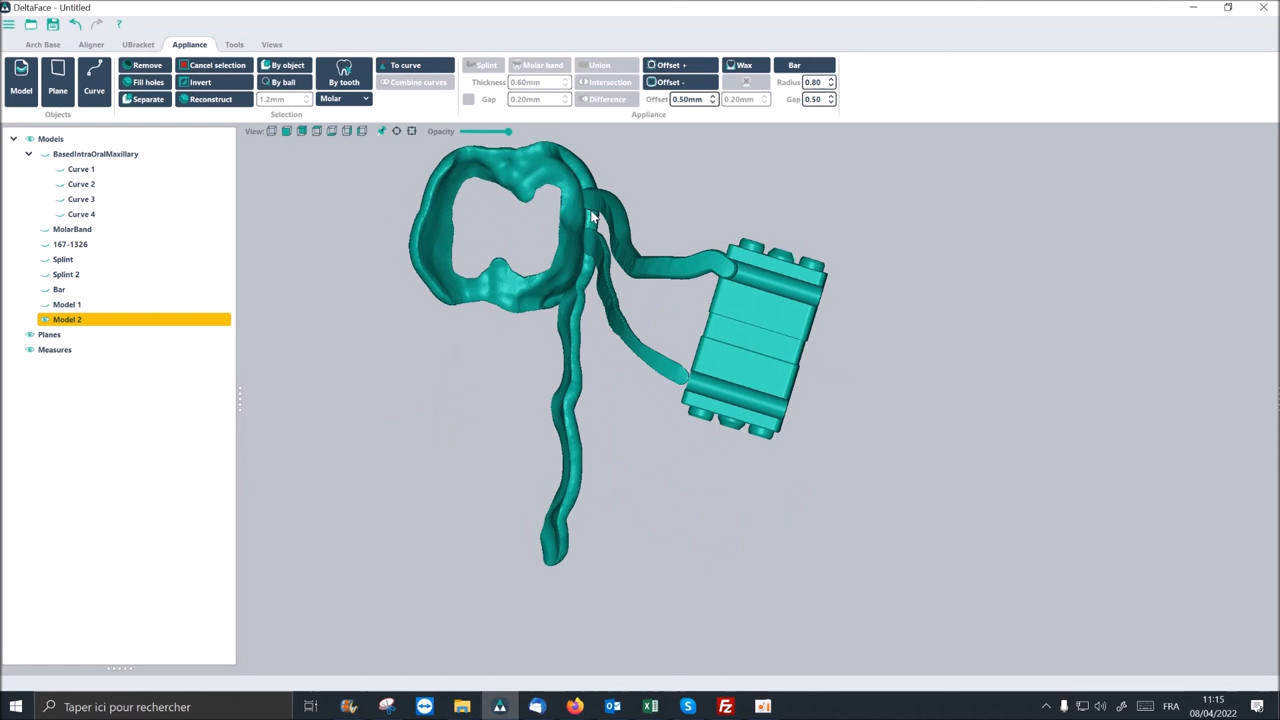 DeltaFace - Untitled
?
Arch Base Aligner UBracket Appliance Tools Views
Model Plane Curve
Remove Cancel selection By object To curve
Fill holes Invert By ball By tooth Combine curves
Separate Reconstruct 1.2mm Molar
Objects Selection
Splint Molar band Union Offset + Wax Bar
Thickness 0.60mm Intersection Offset - Radius 0.80
Gap 0.20mm Difference Offset 0.50mm 0.20mm Gap 0.50
Appliance
View: Opacity
Models
BasedIntraOralMaxillary
Curve 1
Curve 2
Curve 3
Curve 4
MolarBand
167-1326
Splint
Splint 2
Bar
Model 1
Model 2
Planes
Measures
Taper ici pour rechercher
FRA
11:15
08/04/2022